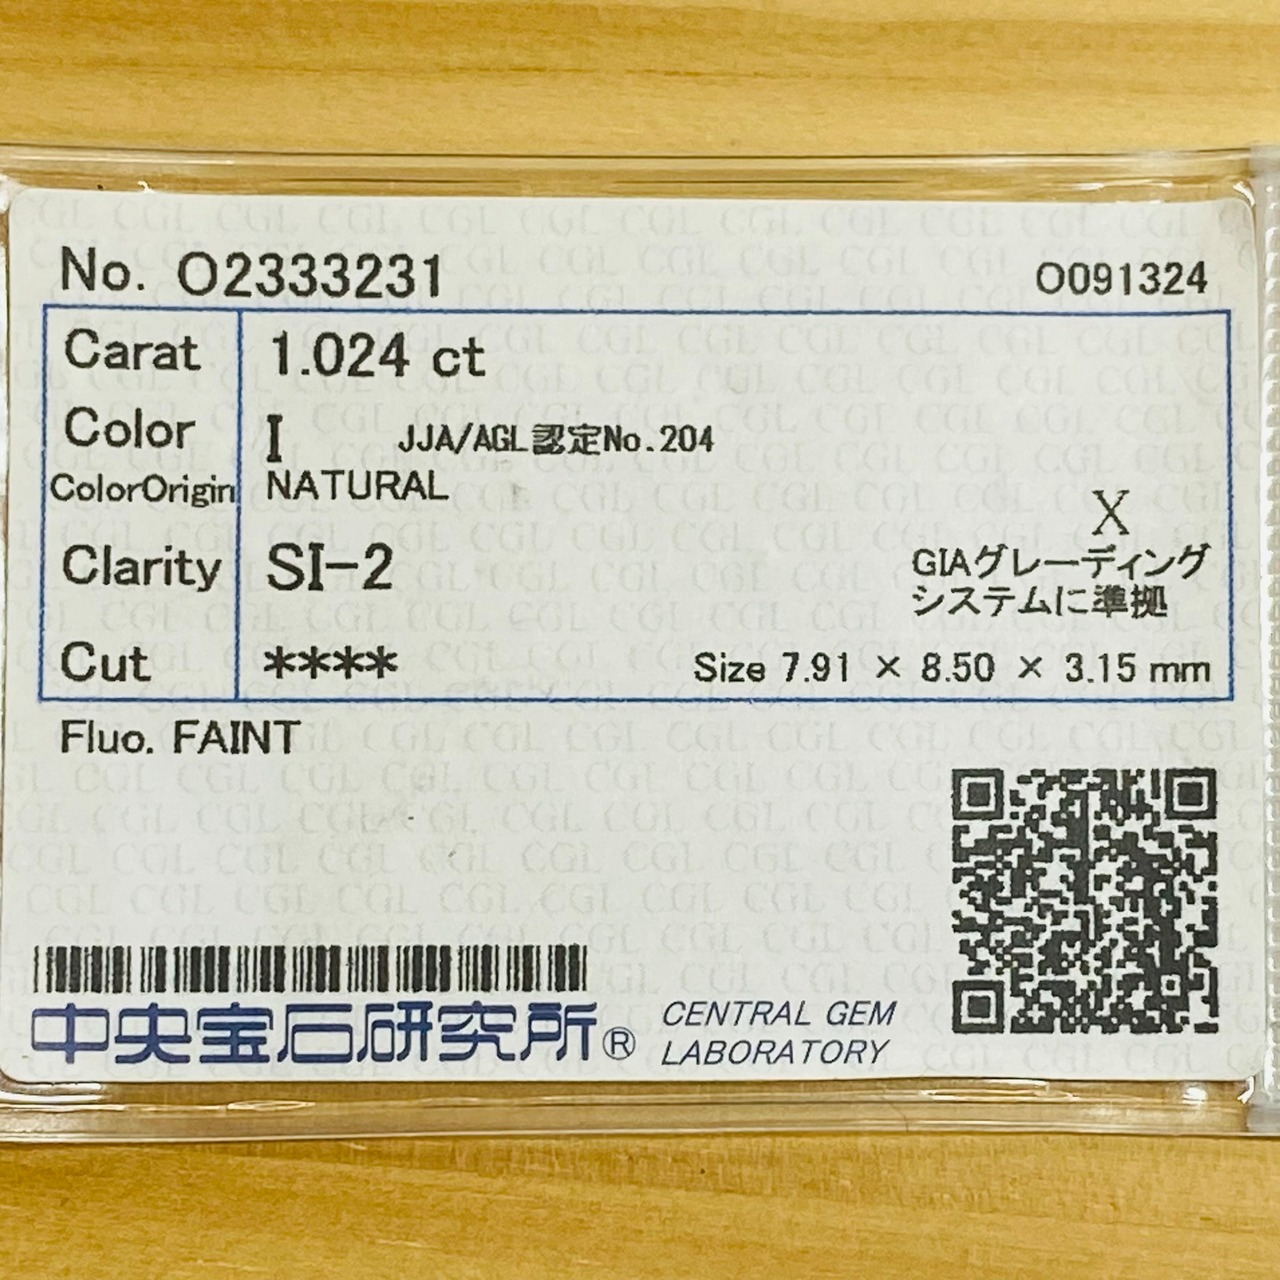 No. O2333231
O091324
Carat 1.024 ct
Color I JJA/AGL認定No.204
ColorOrigin NATURAL
X
Clarity SI-2
GIAグレーディング
システムに準拠
Cut **** Size 7.91 × 8.50 × 3.15 mm
Fluo. FAINT
中央宝石研究所®
CENTRAL GEM
LABORATORY